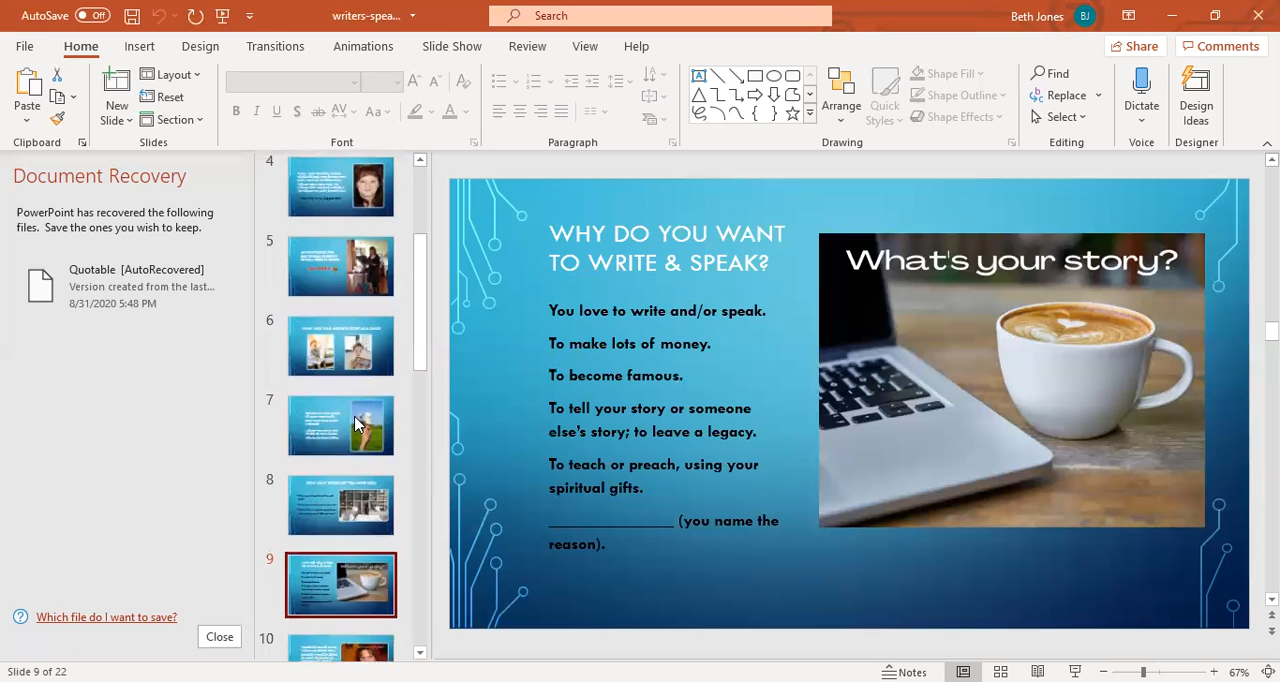 AutoSave
Off
writers-spea...
Search
Beth Jones
BJ
File
Home
Insert
Design
Transitions
Animations
Slide Show
Review
View
Help
Share
Comments
Paste
New
Slide
Layout
Reset
Section
B
I
U
S
ab
AV
Aa
A
Arrange
Quick
Styles
Shape Fill
Shape Outline
Shape Effects
Find
Replace
Select
Dictate
Design
Ideas
Clipboard
Slides
Font
Paragraph
Drawing
Editing
Voice
Designer
Document Recovery
PowerPoint has recovered the following
files. Save the ones you wish to keep.
Quotable [AutoRecovered]
Version created from the last...
8/31/2020 5:48 PM
? Which file do I want to save?
Close
4
5
6
7
8
9
10
WHY DO YOU WANT
TO WRITE & SPEAK?
You love to write and/or speak.
To make lots of money.
To become famous.
To tell your story or someone
else's story; to leave a legacy.
To teach or preach, using your
spiritual gifts.
_______________ (you name the
reason).
What's your story?
Slide 9 of 22
Notes
67%